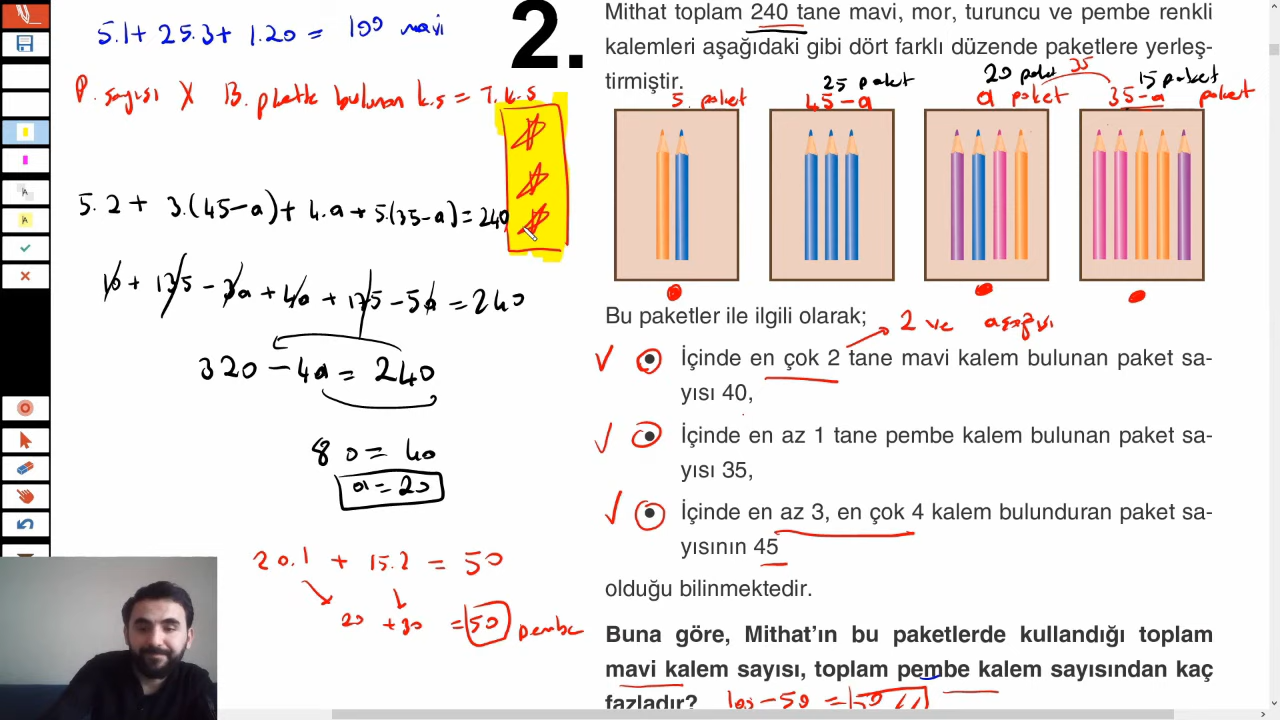 2.
Mithat toplam 240 tane mavi, mor, turuncu ve pembe renkli
kalemleri aşağıdaki gibi dört farklı düzende paketlere yerleş-
tirmiştir.
25 paket
20 paket
35
15 paket
5 paket
45-a
a paket
35-a paket
Bu paketler ile ilgili olarak;
2 ve aşağısı
İçinde en çok 2 tane mavi kalem bulunan paket sa-
yısı 40,
İçinde en az 1 tane pembe kalem bulunan paket sa-
yısı 35,
İçinde en az 3, en çok 4 kalem bulunduran paket sa-
yısının 45
olduğu bilinmektedir.
Buna göre, Mithat'ın bu paketlerde kullandığı toplam
mavi kalem sayısı, toplam pembe kalem sayısından kaç
fazladır?
100-50=50
5.1+25.3+1.20= 100 mavi
P. sayısı X B. pkette bulunan k.s = T.k.s
5.2+ 3.(45-a)+ 4.a+5.(35-a)=240
10+135-3a+4a+175-5a=240
320-4a=240
80=40
a=20
20.1 + 15.2 = 50
20 +30 =50 pembe